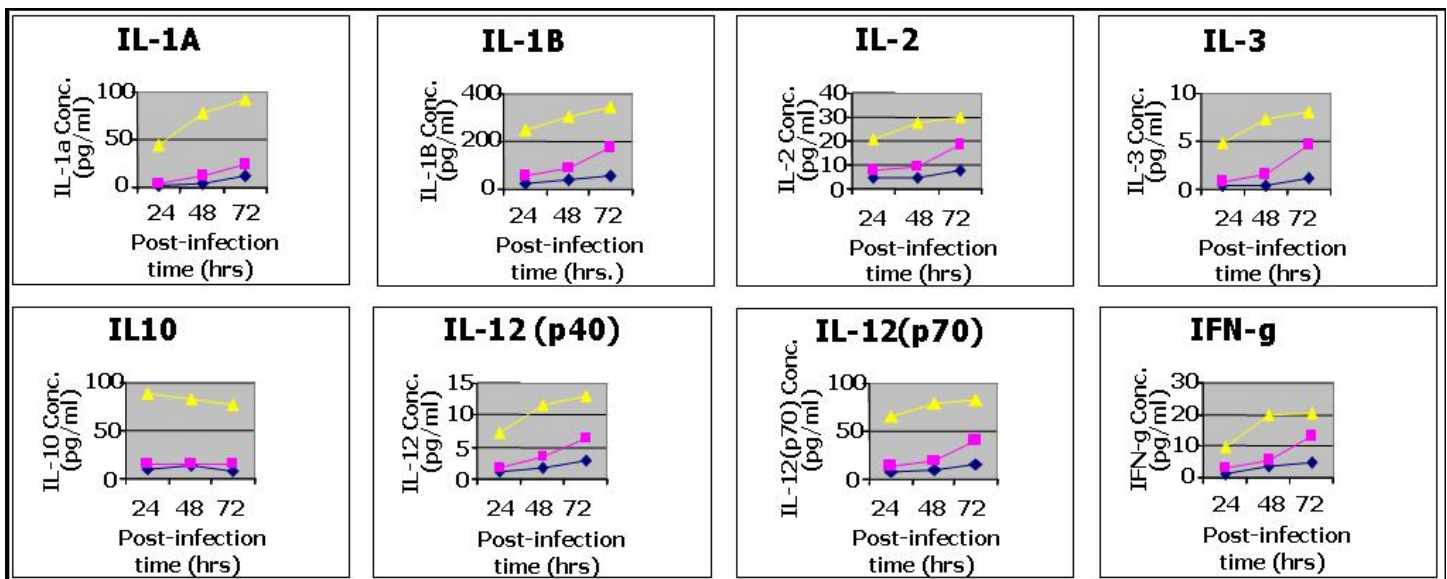 IL-1A
IL-1a Conc.
(pg/ml)
100
50
0
24 48 72
Post-infection
time (hrs)
IL-1B
IL-1B Conc.
(pg/ml)
400
200
0
24 48 72
Post-infection
time (hrs.)
IL-2
IL-2 Conc.
(pg/ml)
40
30
20
10
0
24 48 72
Post-infection
time (hrs)
IL-3
IL-3 Conc.
(pg/ml)
10
5
0
24 48 72
Post-infection
time (hrs)
IL10
IL-10 Conc.
(pg/ml)
100
50
0
24 48 72
Post-infection
time (hrs)
IL-12 (p40)
IL-12 Conc.
(pg/ml)
15
10
5
0
24 48 72
Post-infection
time (hrs)
IL-12(p70)
IL-12(p70) Conc.
(pg/ml)
100
50
0
24 48 72
Post-infection
time (hrs)
IFN-g
IFN-g Conc.
(pg/ml)
30
20
10
0
24 48 72
Post-infection
time (hrs)